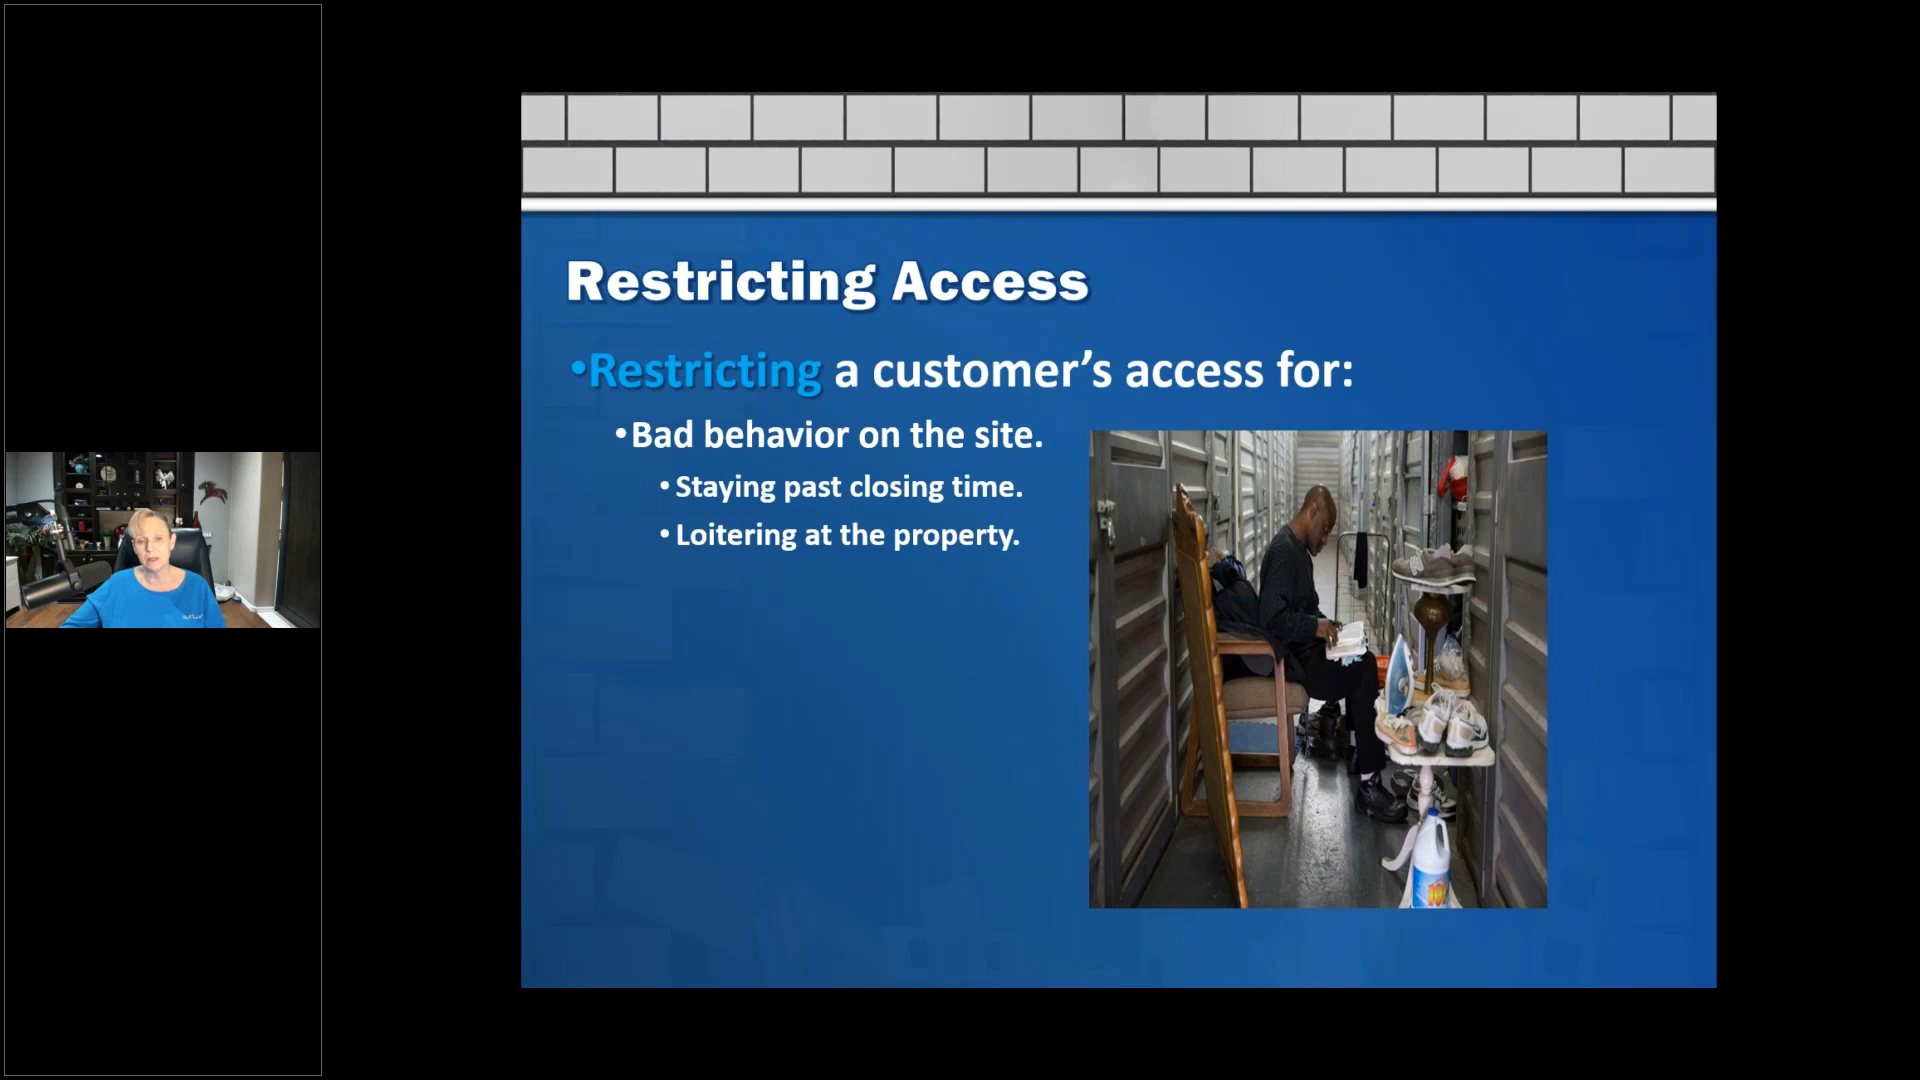 Restricting Access
•Restricting a customer’s access for:
•Bad behavior on the site.
•Staying past closing time.
•Loitering at the property.